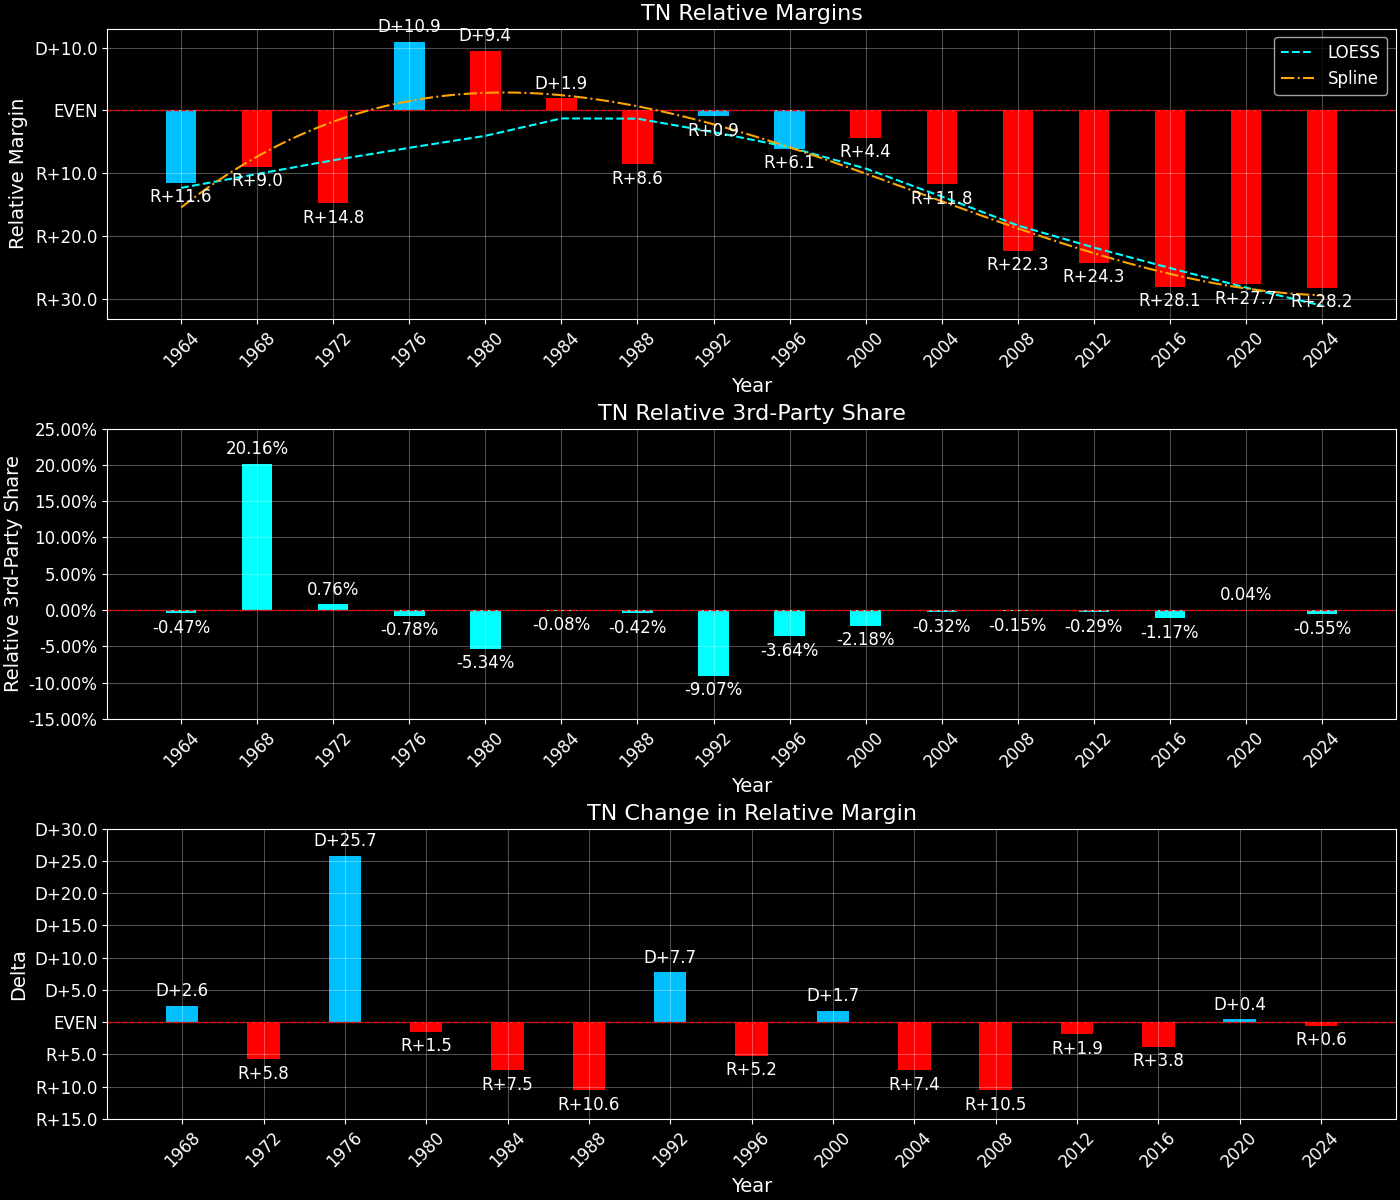 TN Relative Margins
Relative Margin
D+10.0
EVEN
R+10.0
R+20.0
R+30.0
LOESS
Spline
R+11.6
R+9.0
R+14.8
D+10.9
D+9.4
D+1.9
R+8.6
R+0.9
R+6.1
R+4.4
R+11.8
R+22.3
R+24.3
R+28.1
R+27.7
R+28.2
1964
1968
1972
1976
1980
1984
1988
1992
1996
2000
2004
2008
2012
2016
2020
2024
Year
TN Relative 3rd-Party Share
Relative 3rd-Party Share
25.00%
20.00%
15.00%
10.00%
5.00%
0.00%
-5.00%
-10.00%
-15.00%
-0.47%
20.16%
0.76%
-0.78%
-5.34%
-0.08%
-0.42%
-9.07%
-3.64%
-2.18%
-0.32%
-0.15%
-0.29%
-1.17%
0.04%
-0.55%
1964
1968
1972
1976
1980
1984
1988
1992
1996
2000
2004
2008
2012
2016
2020
2024
Year
TN Change in Relative Margin
Delta
D+30.0
D+25.0
D+20.0
D+15.0
D+10.0
D+5.0
EVEN
R+5.0
R+10.0
R+15.0
D+2.6
R+5.8
D+25.7
R+1.5
R+7.5
R+10.6
D+7.7
R+5.2
D+1.7
R+7.4
R+10.5
R+1.9
R+3.8
D+0.4
R+0.6
1968
1972
1976
1980
1984
1988
1992
1996
2000
2004
2008
2012
2016
2020
2024
Year